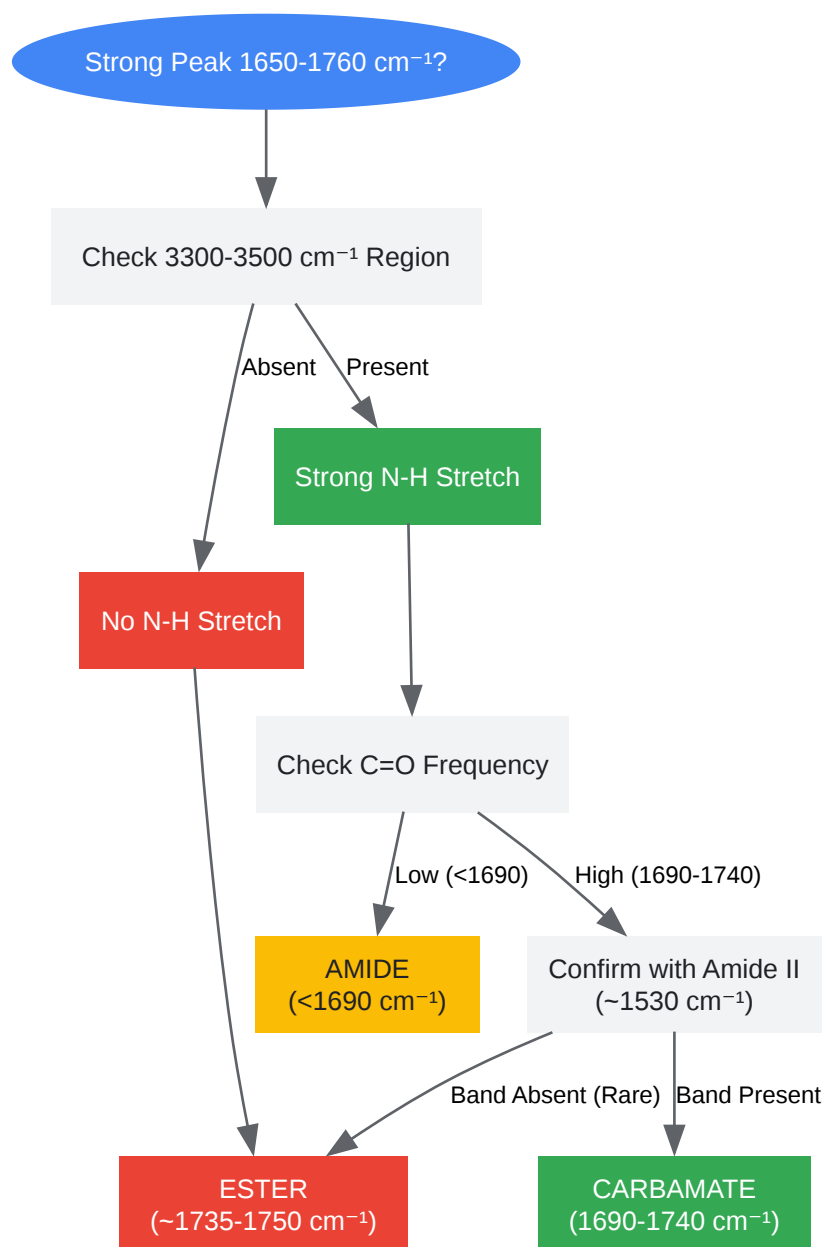 Strong Peak 1650-1760 cm⁻¹?
Check 3300-3500 cm⁻¹ Region
Absent
Present
Strong N-H Stretch
No N-H Stretch
Check C=O Frequency
Low (<1690)
High (1690-1740)
AMIDE
(<1690 cm⁻¹)
Confirm with Amide II
(~1530 cm⁻¹)
Band Absent (Rare)
Band Present
ESTER
(~1735-1750 cm⁻¹)
CARBAMATE
(1690-1740 cm⁻¹)